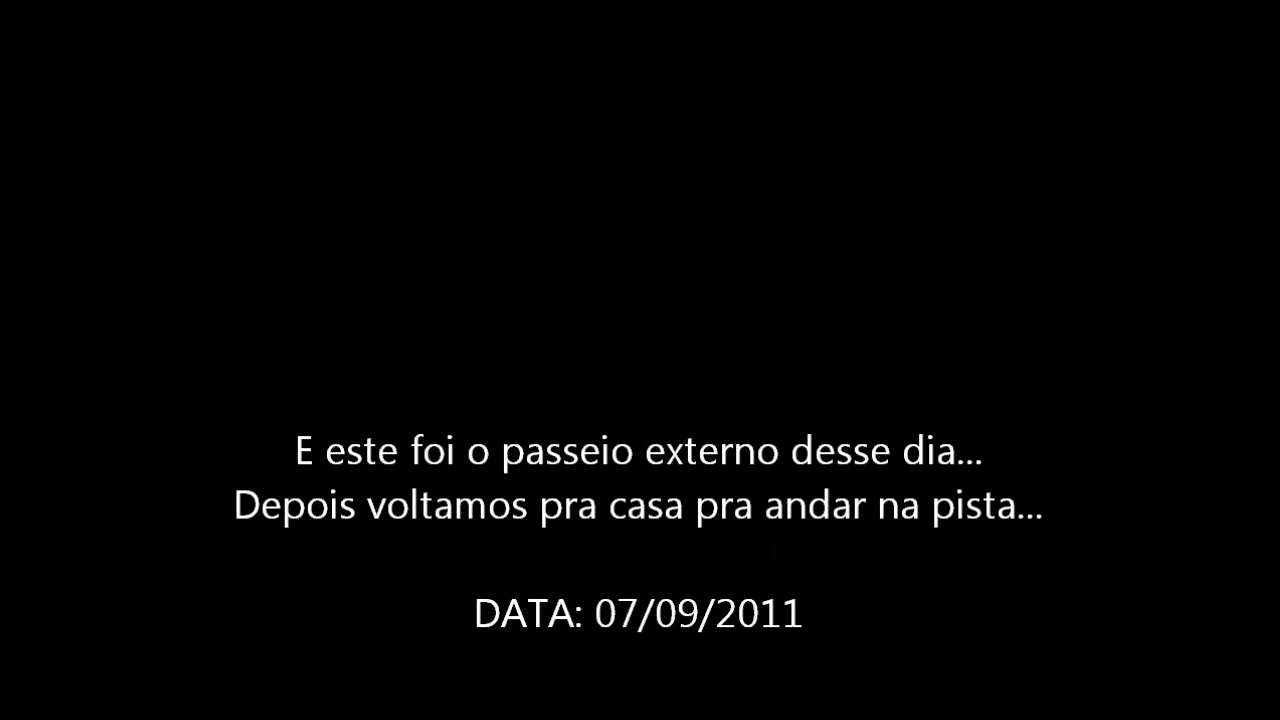 E este foi o passeio externo desse dia...
Depois voltamos pra casa pra andar na pista...
DATA: 07/09/2011